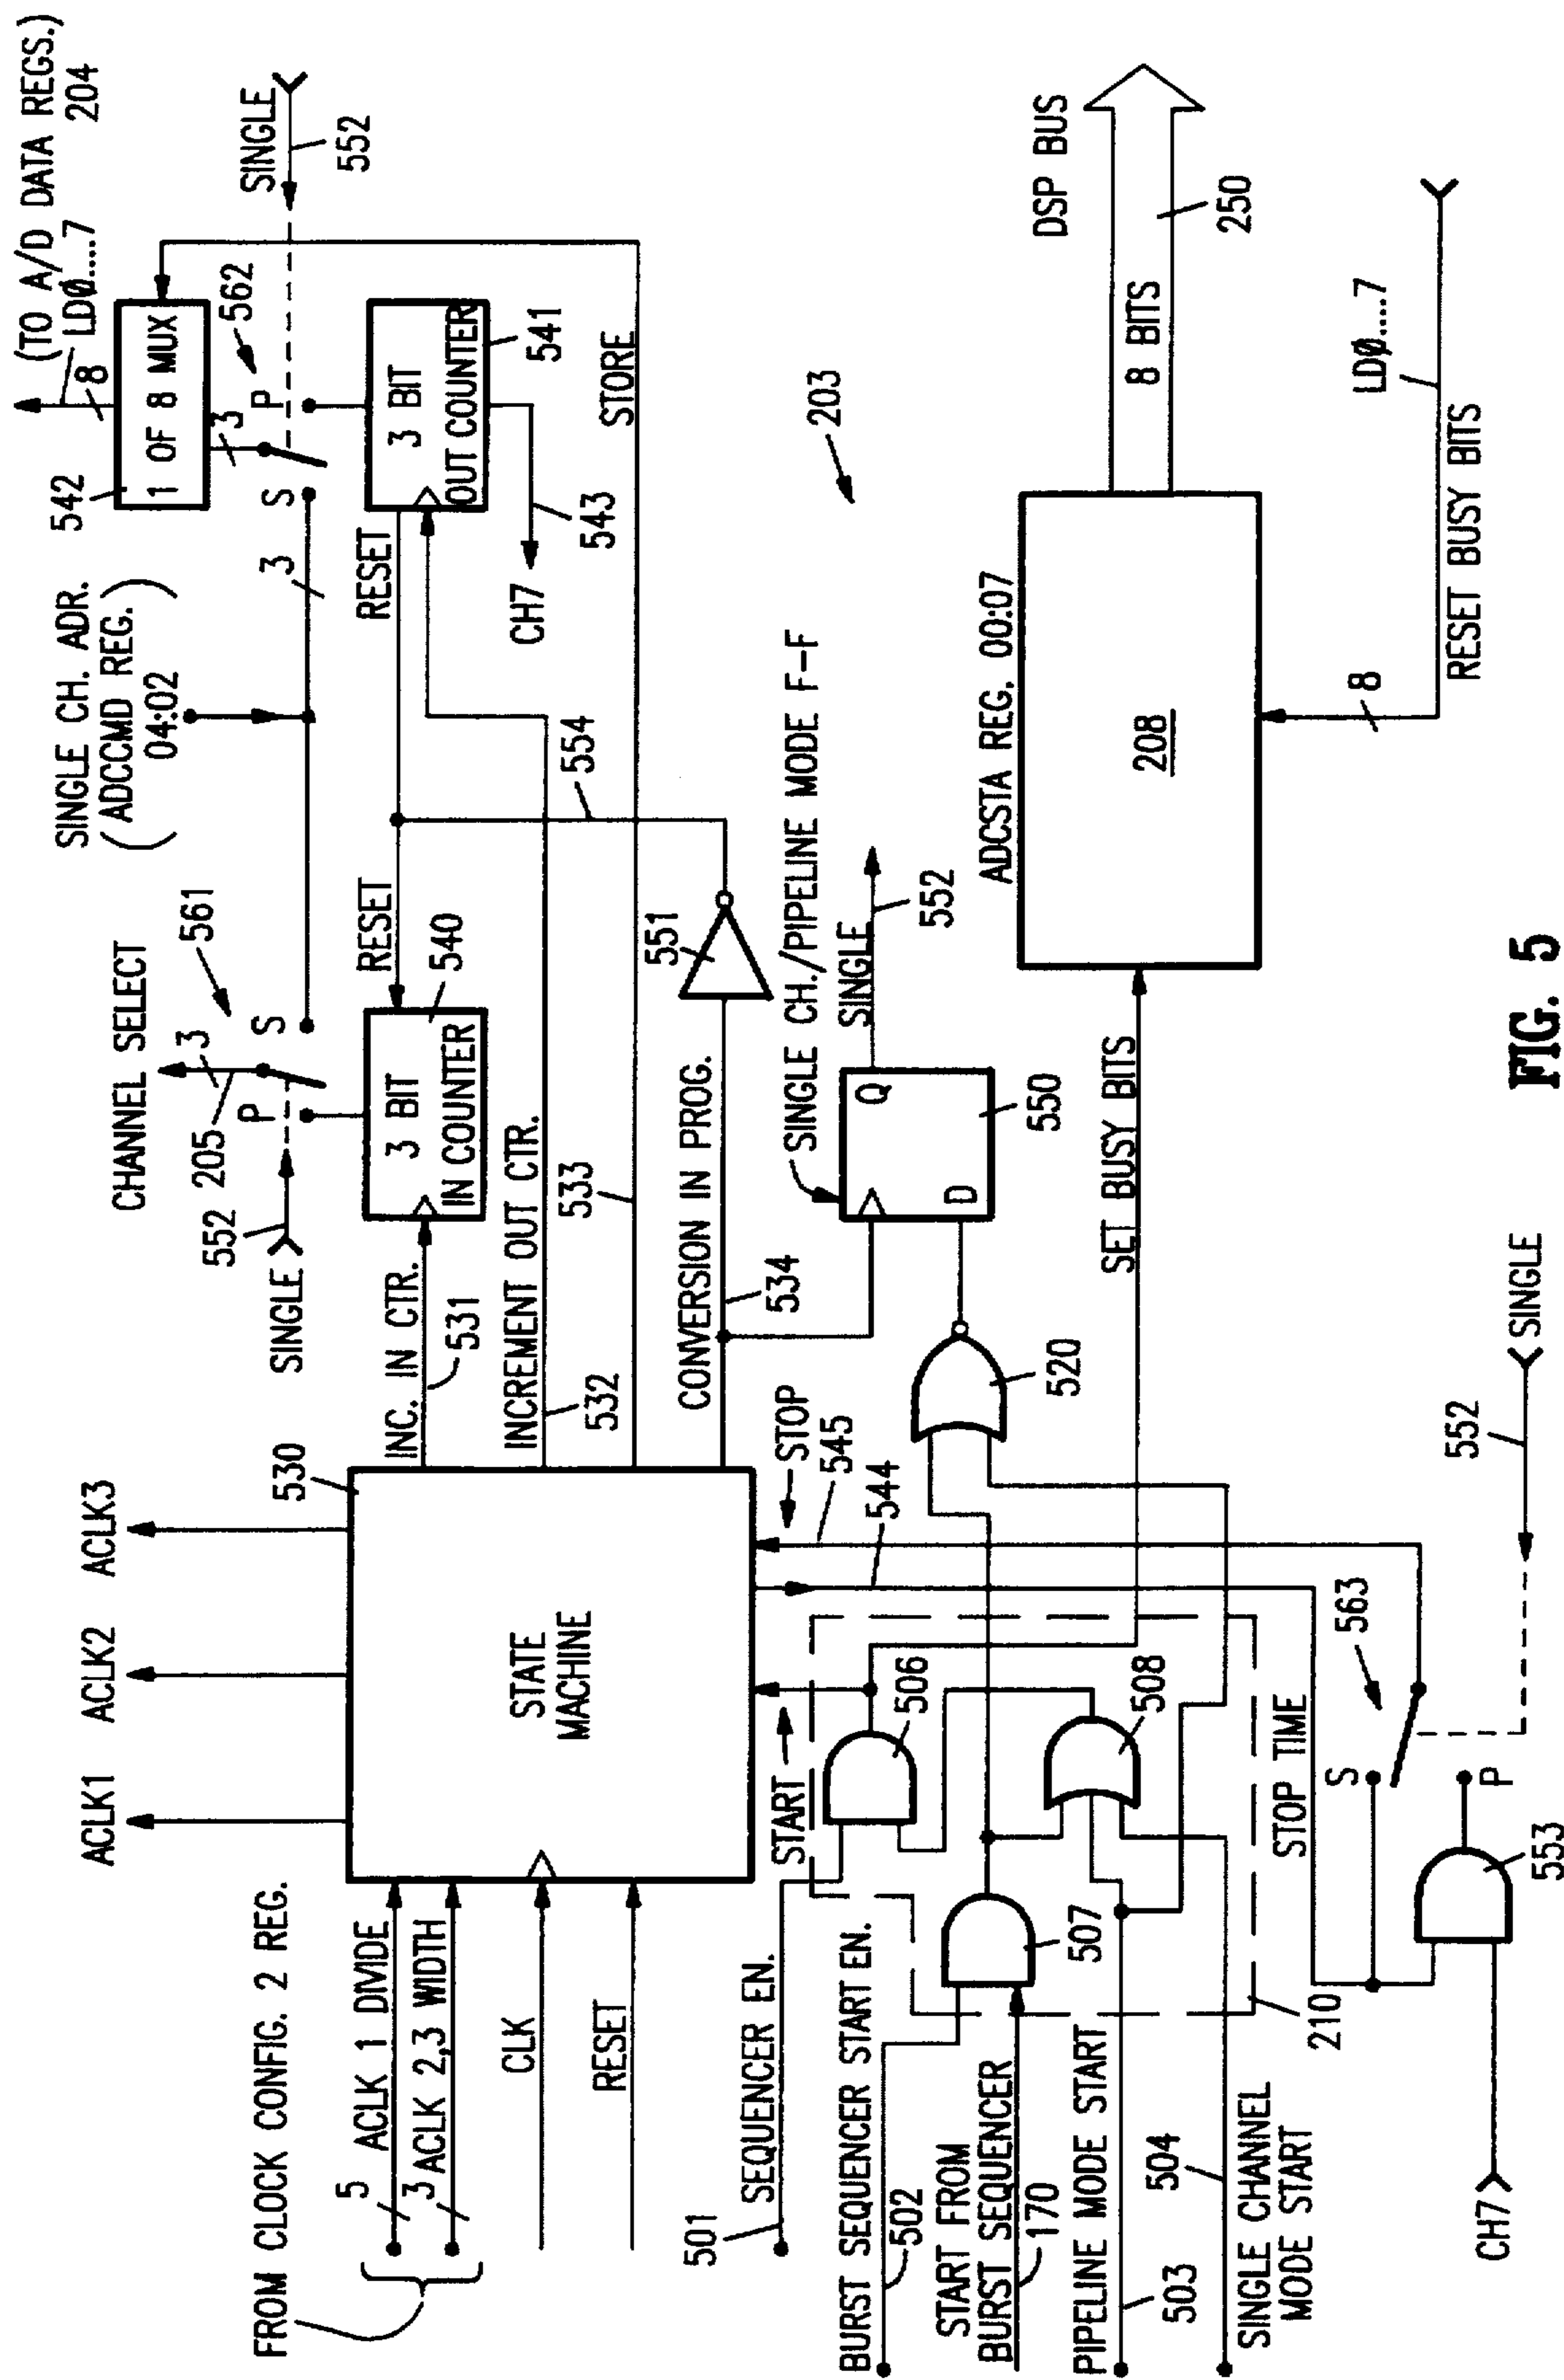 FROM CLOCK CONFIG. 2 REG.
5
ACLK 1 DIVIDE
3
ACLK 2,3 WIDTH
CLK
RESET
ACLK1
ACLK2
ACLK3
530
STATE
MACHINE
INC. IN CTR.
531
INCREMENT OUT CTR.
532
533
STORE
CONVERSION IN PROG.
534
CHANNEL SELECT
205
3
P
S
561
552
SINGLE
3 BIT
IN COUNTER
540
RESET
SINGLE CH. ADR.
(ADCCMD REG.)
04:02
3
RESET
554
551
542
1 OF 8 MUX
8
(TO A/D DATA REGS.)
LDØ....7
204
3
S
P
562
SINGLE
552
3 BIT
OUT COUNTER
541
543
CH7
203
SINGLE CH./PIPELINE MODE F-F
Q
D
550
SINGLE
552
501
SEQUENCER EN.
BURST SEQUENCER START EN.
502
START FROM
BURST SEQUENCER
170
PIPELINE MODE START
503
504
SINGLE CHANNEL
MODE START
START
506
507
508
210
STOP
545
544
520
SET BUSY BITS
ADCSTA REG. 00:07
208
DSP BUS
8 BITS
250
LDØ....7
8
RESET BUSY BITS
STOP TIME
S
P
563
552
SINGLE
553
CH7
FIG. 5